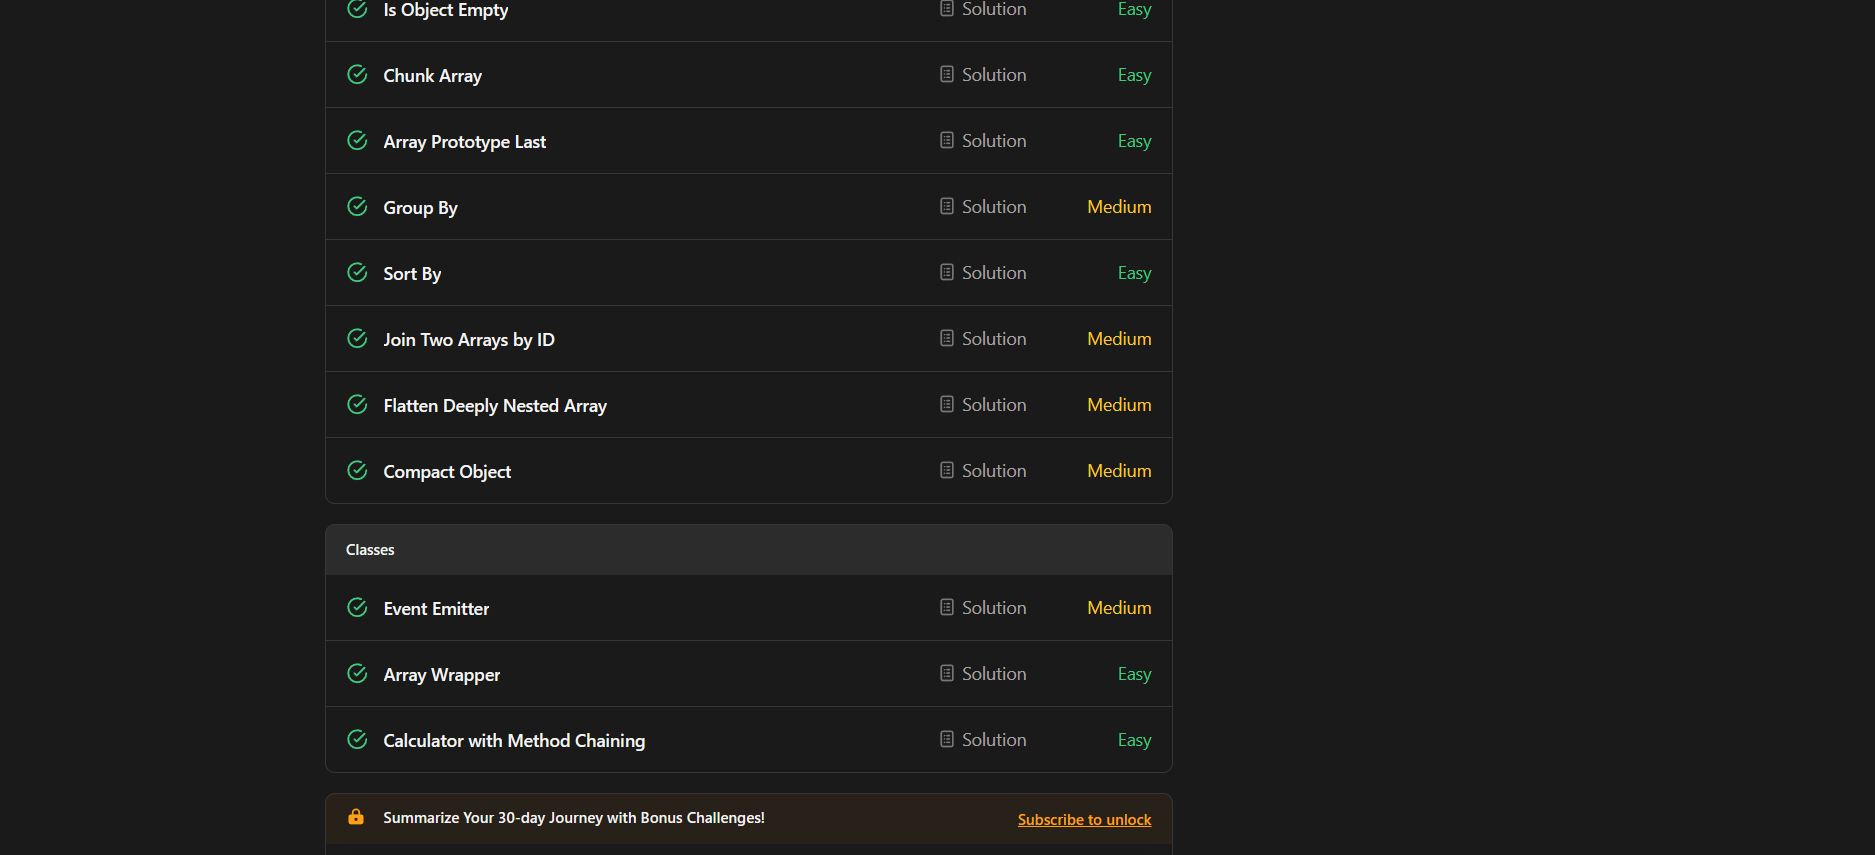 Is Object Empty Solution Easy
Chunk Array Solution Easy
Array Prototype Last Solution Easy
Group By Solution Medium
Sort By Solution Easy
Join Two Arrays by ID Solution Medium
Flatten Deeply Nested Array Solution Medium
Compact Object Solution Medium
Classes
Event Emitter Solution Medium
Array Wrapper Solution Easy
Calculator with Method Chaining Solution Easy
Summarize Your 30-day Journey with Bonus Challenges! Subscribe to unlock